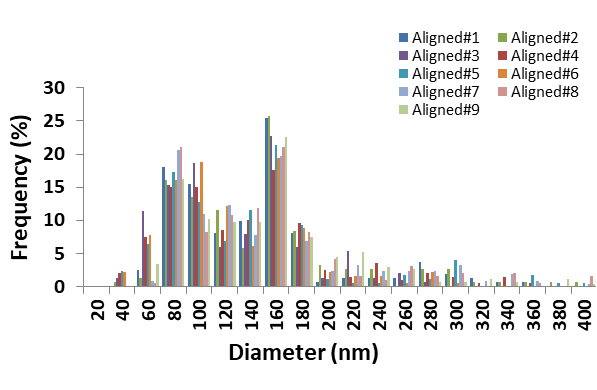 Aligned#1 Aligned#2
Aligned#3 Aligned#4
Aligned#5 Aligned#6
Aligned#7 Aligned#8
Aligned#9
30
25
20
15
10
5
0
Frequency (%)
20 40 60 80 100 120 140 160 180 200 220 240 260 280 300 320 340 360 380 400
Diameter (nm)